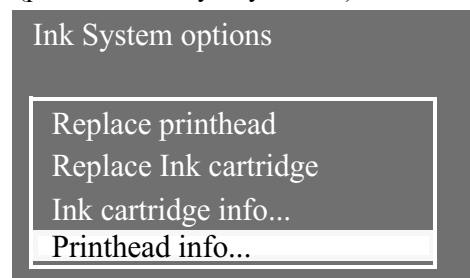 Ink System options
Replace printhead
Replace Ink cartridge
Ink cartridge info...
Printhead info...